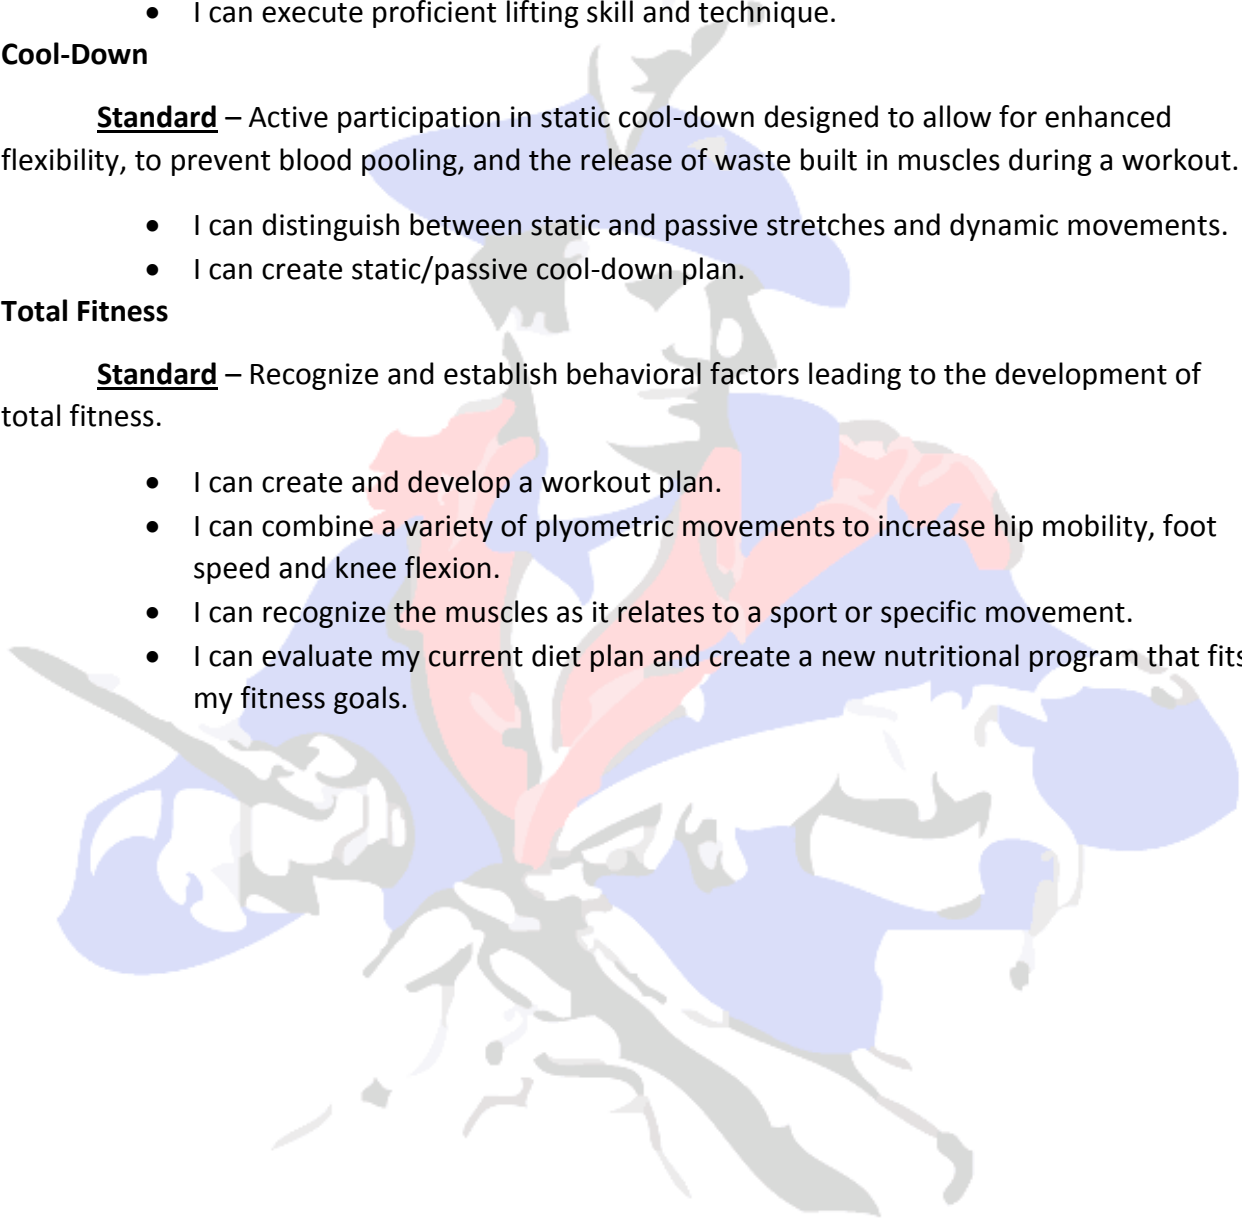 • I can execute proficient lifting skill and technique.
Cool-Down
Standard – Active participation in static cool-down designed to allow for enhanced
flexibility, to prevent blood pooling, and the release of waste built in muscles during a workout.
• I can distinguish between static and passive stretches and dynamic movements.
• I can create static/passive cool-down plan.
Total Fitness
Standard – Recognize and establish behavioral factors leading to the development of
total fitness.
• I can create and develop a workout plan.
• I can combine a variety of plyometric movements to increase hip mobility, foot
speed and knee flexion.
• I can recognize the muscles as it relates to a sport or specific movement.
• I can evaluate my current diet plan and create a new nutritional program that fits
my fitness goals.